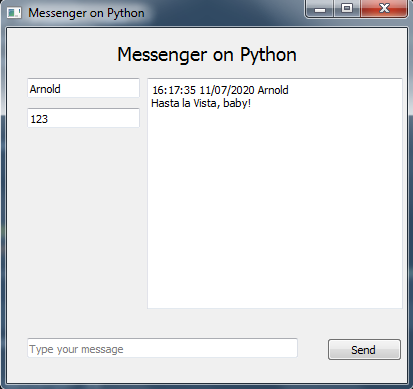 Messenger on Python
Messenger on Python
Arnold
123
16:17:35 11/07/2020 Arnold
Hasta la Vista, baby!
Type your message
Send